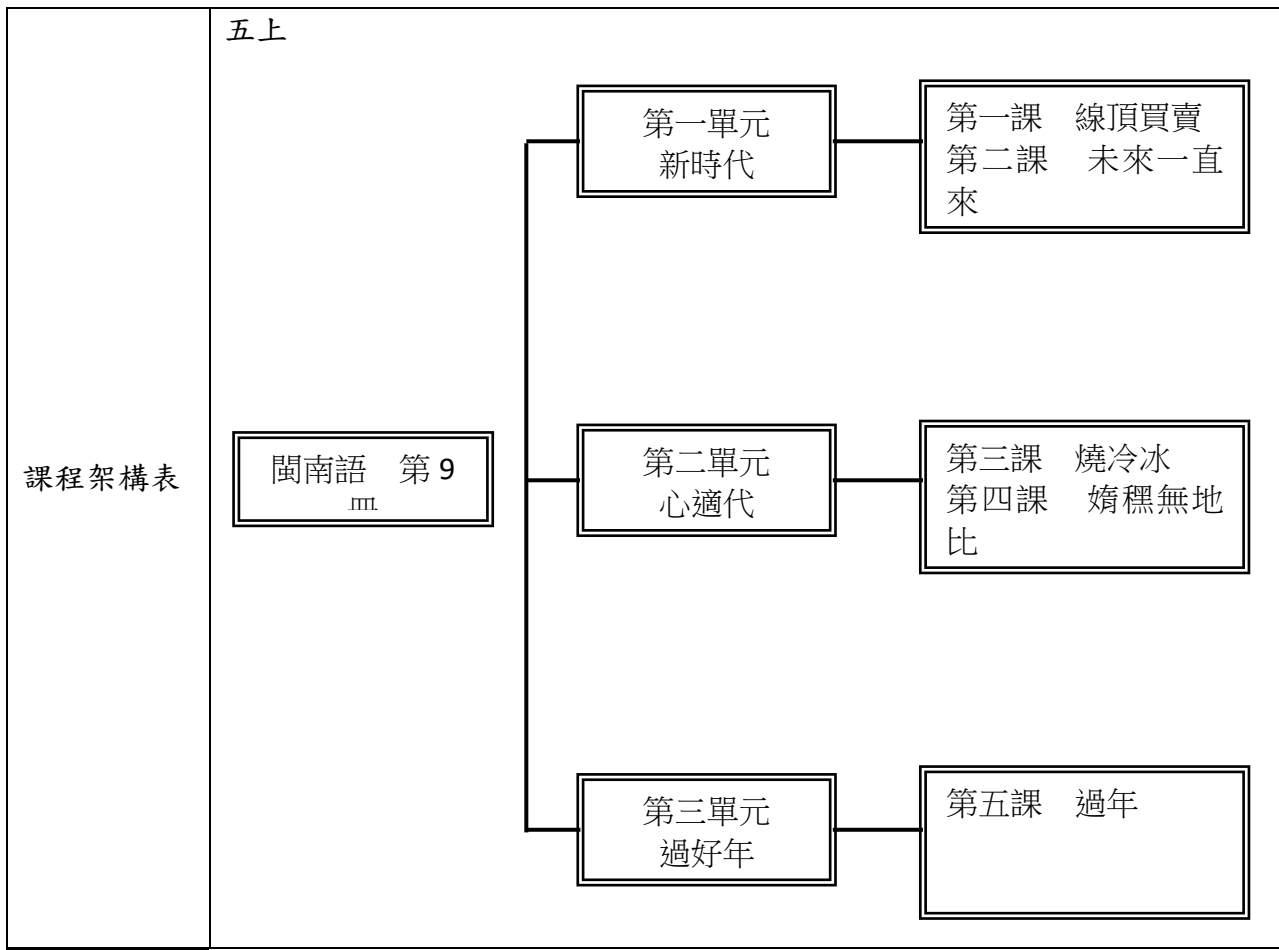 五上
課程架構表
閩南語　第 9
第一單元
新時代
第一課　線頂買賣
第二課　未來一直
來
第二單元
心適代
第三課　燒冷冰
第四課　媠穤無地
比
第三單元
過好年
第五課　過年